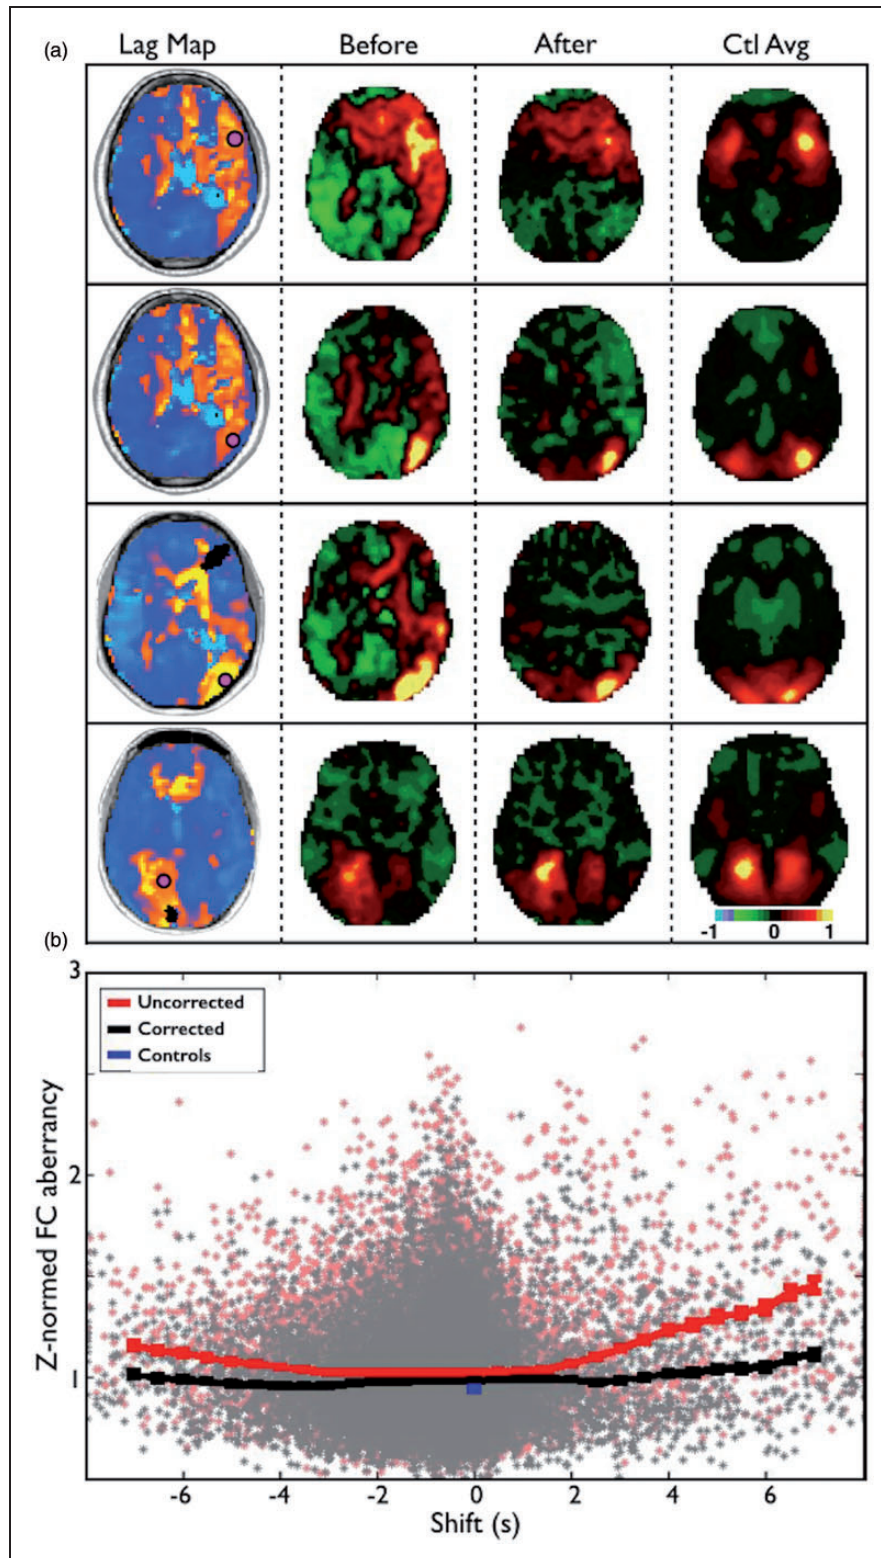 (a)
Lag Map Before After Ctl Avg
-1 0 1
(b)
3
Uncorrected
Corrected
Controls
2
1
Z-normed FC aberrancy
-6 -4 -2 0 2 4 6
Shift (s)